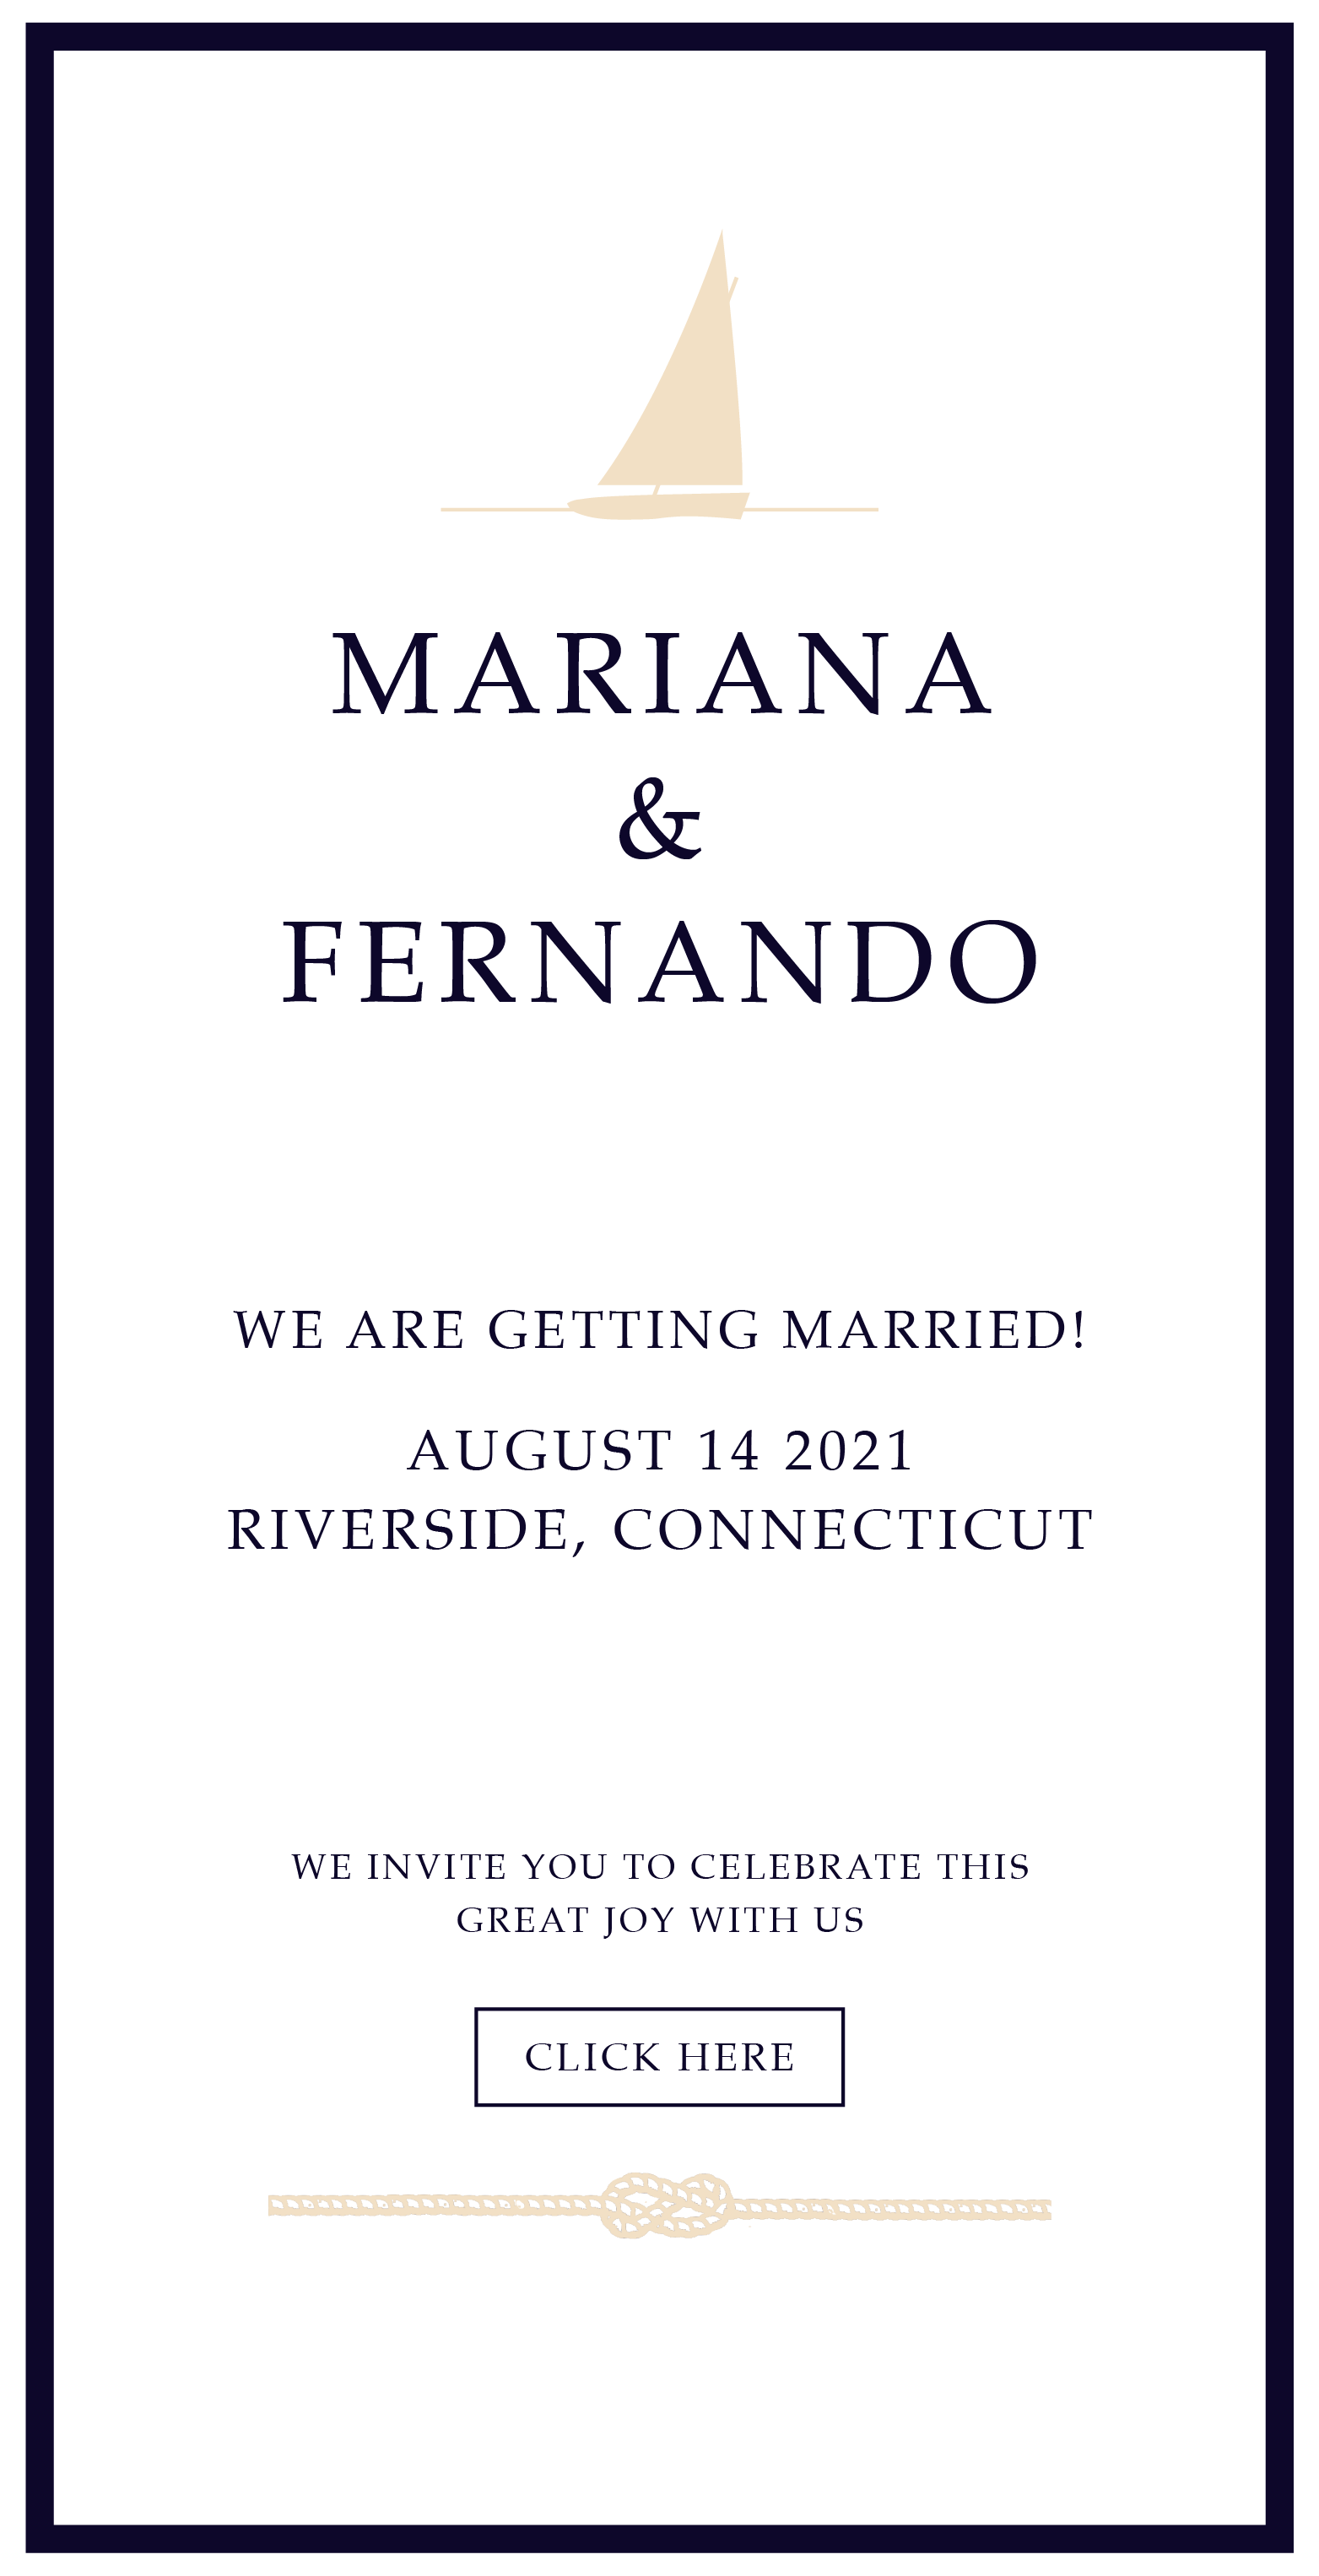 MARIANA
&
FERNANDO
WE ARE GETTING MARRIED!
AUGUST 14 2021
RIVERSIDE, CONNECTICUT
WE INVITE YOU TO CELEBRATE THIS
GREAT JOY WITH US
CLICK HERE